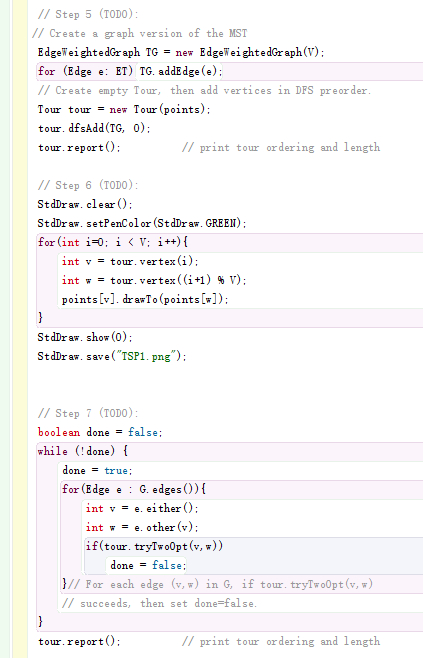 // Step 5 (TODO):
// Create a graph version of the MST
EdgeWeightedGraph TG = new EdgeWeightedGraph(V);
for (Edge e: ET) TG.addEdge(e);
// Create empty Tour, then add vertices in DFS preorder.
Tour tour = new Tour(points);
tour.dfsAdd(TG, 0);
tour.report();          // print tour ordering and length
// Step 6 (TODO):
StdDraw.clear();
StdDraw.setPenColor(StdDraw.GREEN);
for(int i=0; i < V; i++){
    int v = tour.vertex(i);
    int w = tour.vertex((i+1) % V);
    points[v].drawTo(points[w]);
}
StdDraw.show(0);
StdDraw.save("TSP1.png");
// Step 7 (TODO):
boolean done = false;
while (!done) {
    done = true;
    for(Edge e : G.edges()){
        int v = e.either();
        int w = e.other(v);
        if(tour.tryTwoOpt(v,w))
            done = false;
    }// For each edge (v,w) in G, if tour.tryTwoOpt(v,w)
    // succeeds, then set done=false.
}
tour.report();          // print tour ordering and length